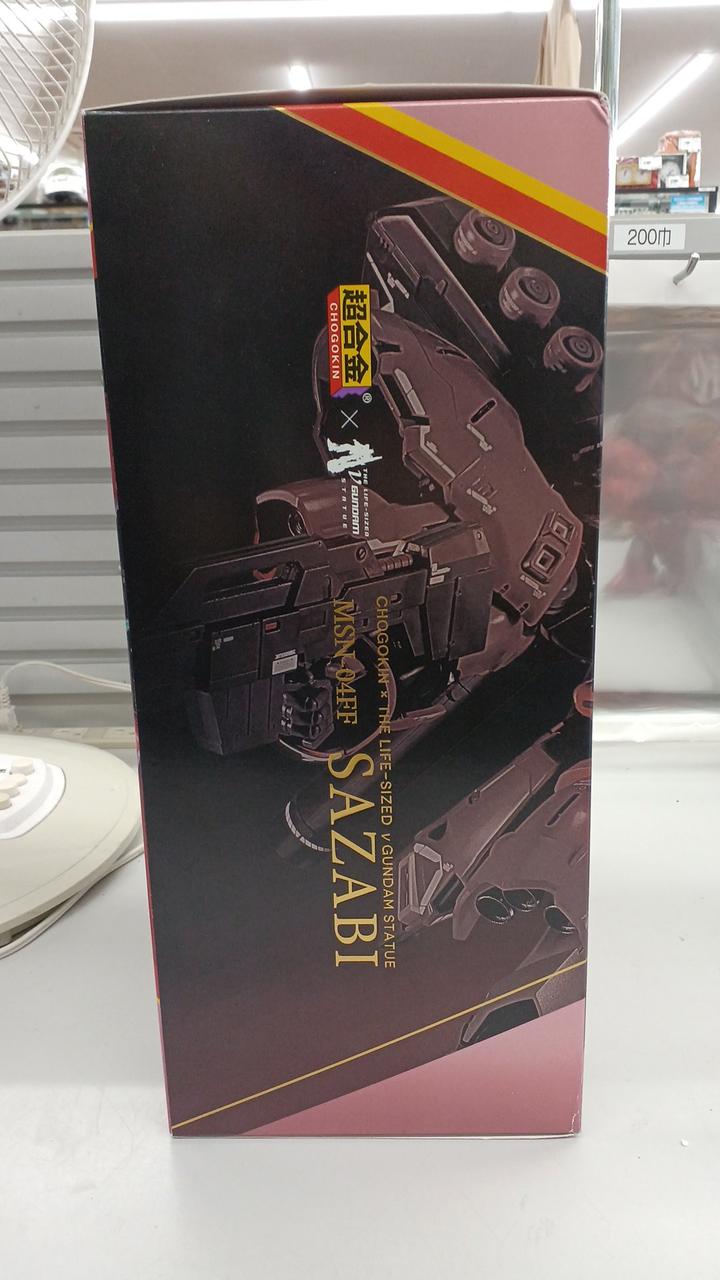 超合金
CHOGOKIN
®
×
THE LIFE-SIZED
ν GUNDAM
STATUE
CHOGOKIN × THE LIFE-SIZED ν GUNDAM STATUE
MSN-04FF SAZABI
200巾